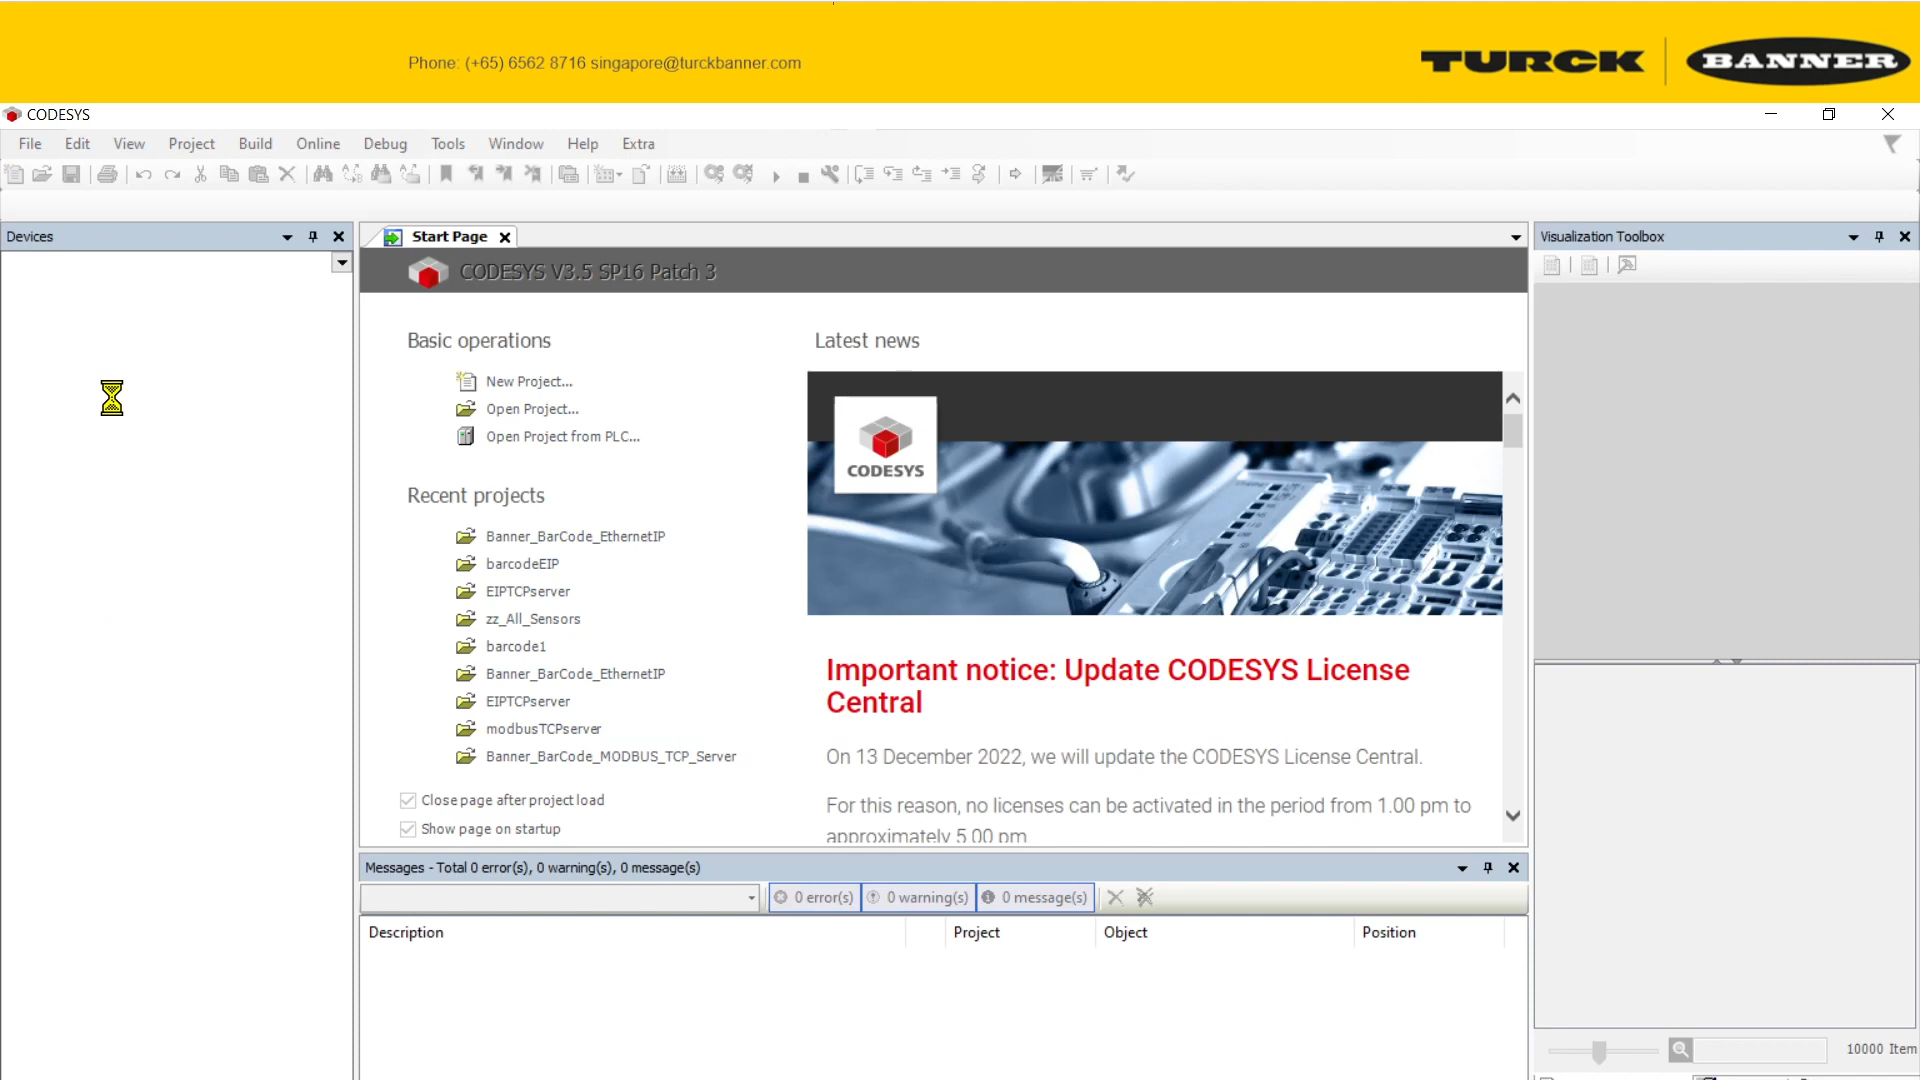 Phone: (+65) 6562 8716 singapore@turckbanner.com
TURCK
BANNER
CODESYS
File Edit View Project Build Online Debug Tools Window Help Extra
Devices
Start Page
Visualization Toolbox
CODESYS V3.5 SP16 Patch 3
Basic operations
New Project...
Open Project...
Open Project from PLC...
Recent projects
Banner_BarCode_EthernetIP
barcodeEIP
EIPTCPserver
zz_All_Sensors
barcode1
Banner_BarCode_EthernetIP
EIPTCPserver
modbusTCPserver
Banner_BarCode_MODBUS_TCP_Server
Close page after project load
Show page on startup
Latest news
CODESYS
Important notice: Update CODESYS License
Central
On 13 December 2022, we will update the CODESYS License Central.
For this reason, no licenses can be activated in the period from 1.00 pm to
approximately 5.00 pm.
Messages - Total 0 error(s), 0 warning(s), 0 message(s)
0 error(s) 0 warning(s) 0 message(s)
Description Project Object Position
10000 Item